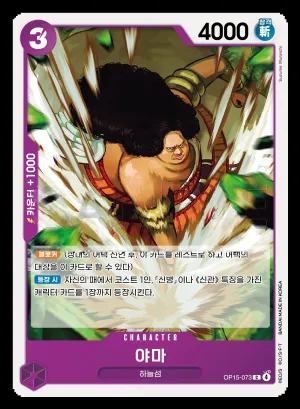 3
4000
참격
斬
카운터 +1000
블로커 (상대의 어택 선언 후, 이 카드를 레스트로 하고 어택의
대상을 이 카드로 할 수 있다)
등장 시 자신의 패에서 코스트 1인, 「신병」이나 《신관》 특징을 가진
캐릭터 카드를 1장까지 등장시킨다.
CHARACTER
야마
하늘섬
OP15-073